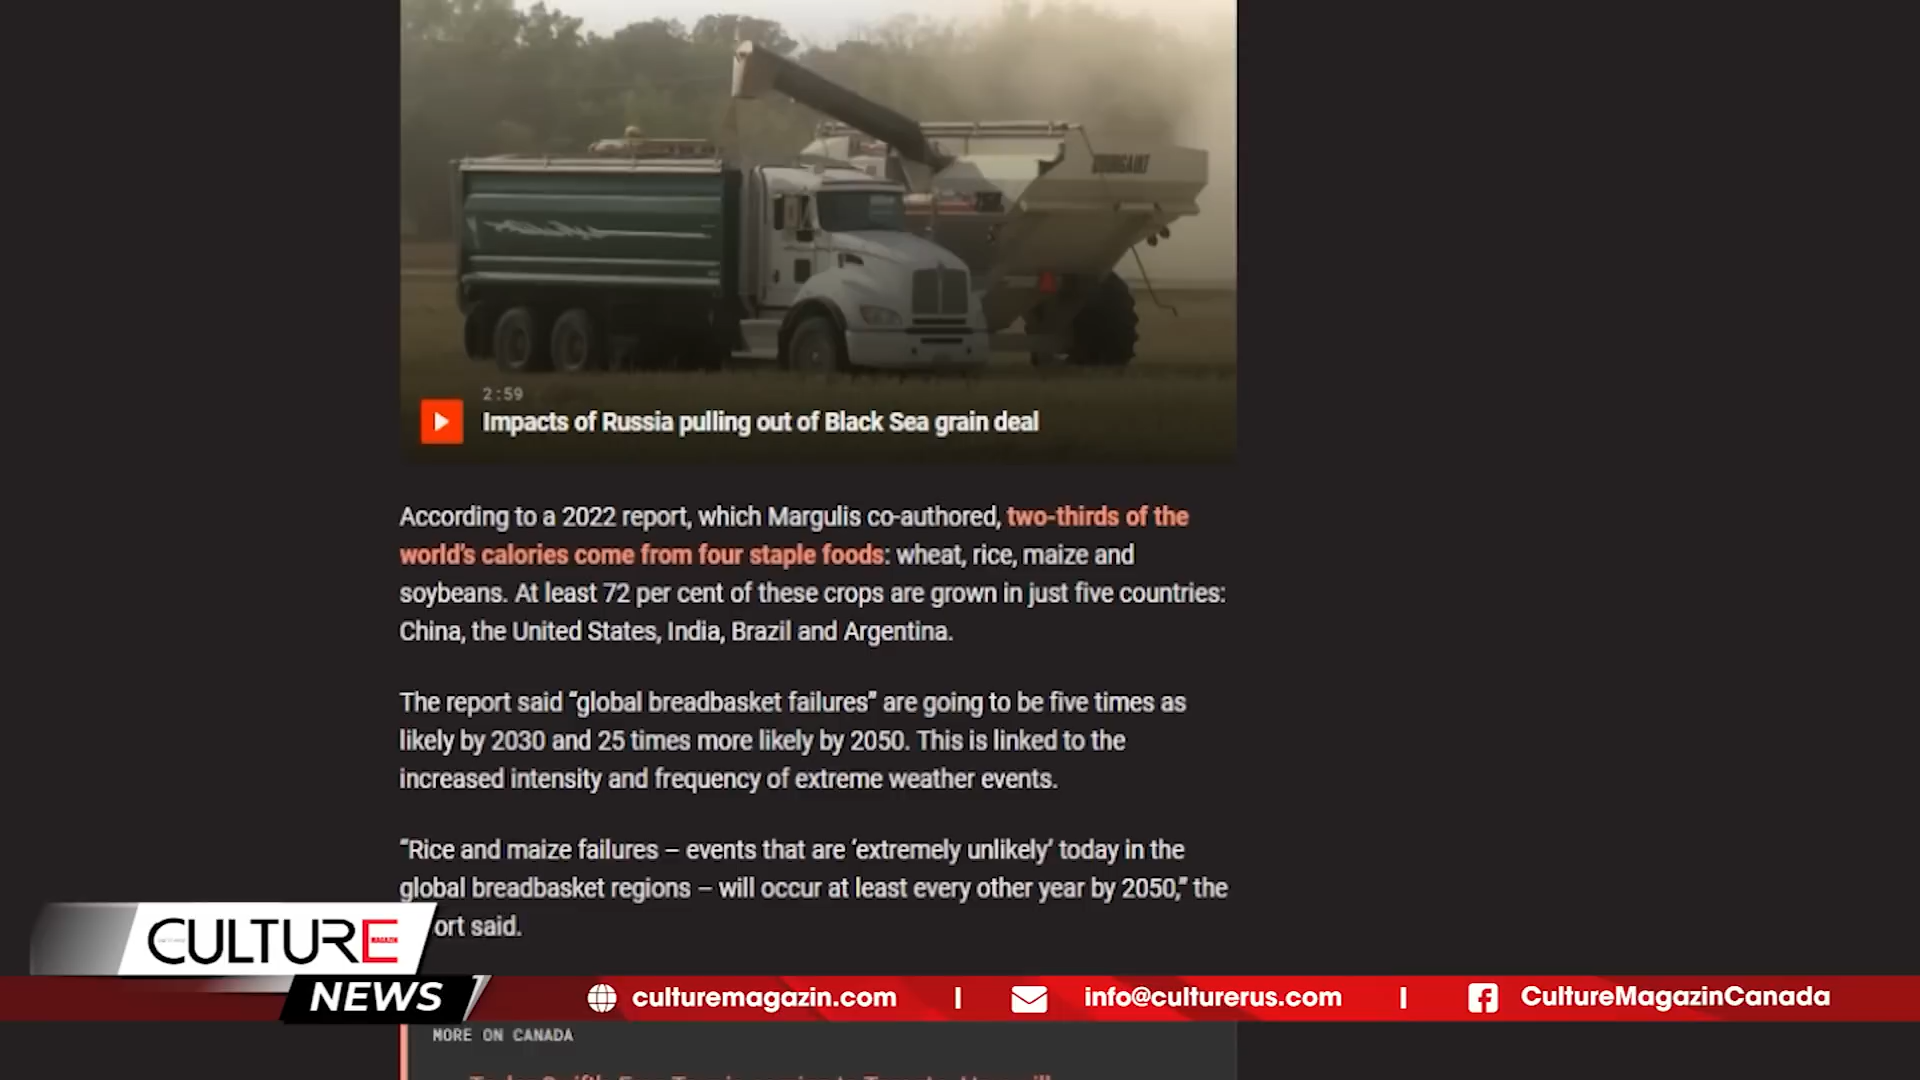 BOURGAULT
2:59
Impacts of Russia pulling out of Black Sea grain deal
According to a 2022 report, which Margulis co-authored, two-thirds of the
world's calories come from four staple foods: wheat, rice, maize and
soybeans. At least 72 per cent of these crops are grown in just five countries:
China, the United States, India, Brazil and Argentina.
The report said “global breadbasket failures” are going to be five times as
likely by 2030 and 25 times more likely by 2050. This is linked to the
increased intensity and frequency of extreme weather events.
“Rice and maize failures – events that are ‘extremely unlikely’ today in the
global breadbasket regions – will occur at least every other year by 2050,” the
ort said.
CULTURE
MAGAZIN
NEWS
culturemagazin.com | info@culturerus.com | CultureMagazinCanada
MORE ON CANADA